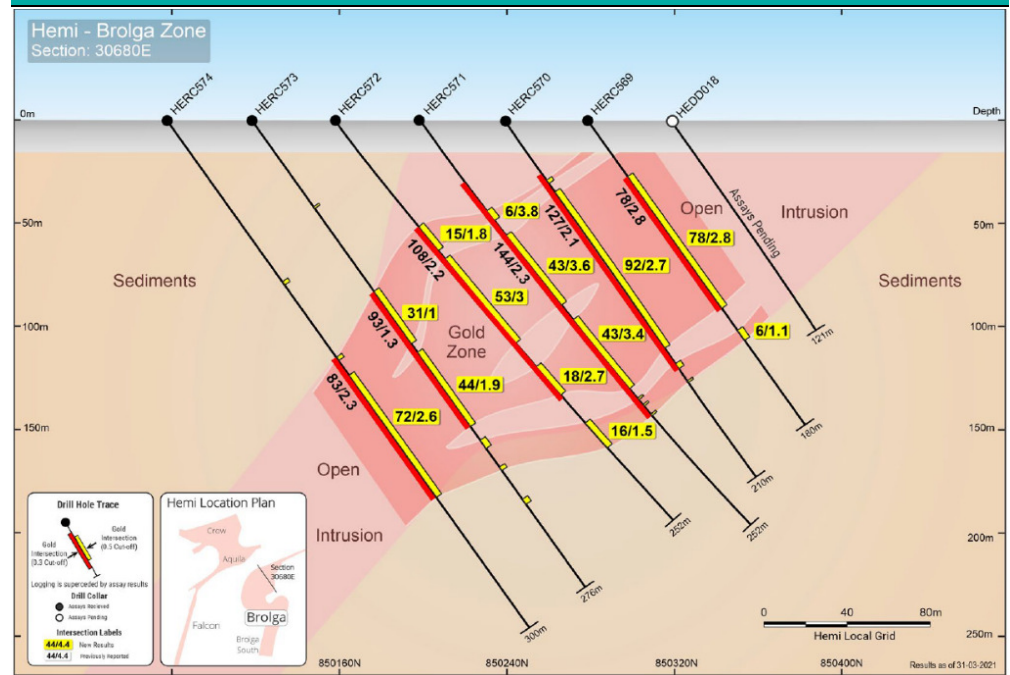 Hemi - Brolga Zone
Section: 30680E
HERC574
HERC573
HERC572
HERC571
HERC570
HERC569
HEDD018
0m
Depth
50m
50m
100m
100m
150m
150m
200m
250m
Sediments
Sediments
Intrusion
Intrusion
Open
Open
Gold
Zone
Assays Pending
6/3.8
15/1.8
108/2.2
144/2.3
127/2.1
78/2.8
78/2.8
43/3.6
92/2.7
53/3
31/1
93/1.3
43/3.4
6/1.1
44/1.9
18/2.7
83/2.3
72/2.6
16/1.5
121m
180m
210m
252m
252m
276m
300m
Drill Hole Trace
Gold
Intersection
(0.5 Cut-off)
Gold
Intersection
(0.3 Cut-off)
Logging is superceded by assay results
Drill Collar
Assays Recieved
Assays Pending
Intersection Labels
44/4.4 New Results
44/4.4 Previously Reported
Hemi Location Plan
Crow
Aquila
Section
30680E
Falcon
Brolga
Brolga
South
0 40 80m
Hemi Local Grid
850160N
850240N
850320N
850400N
Results as of 31-03-2021